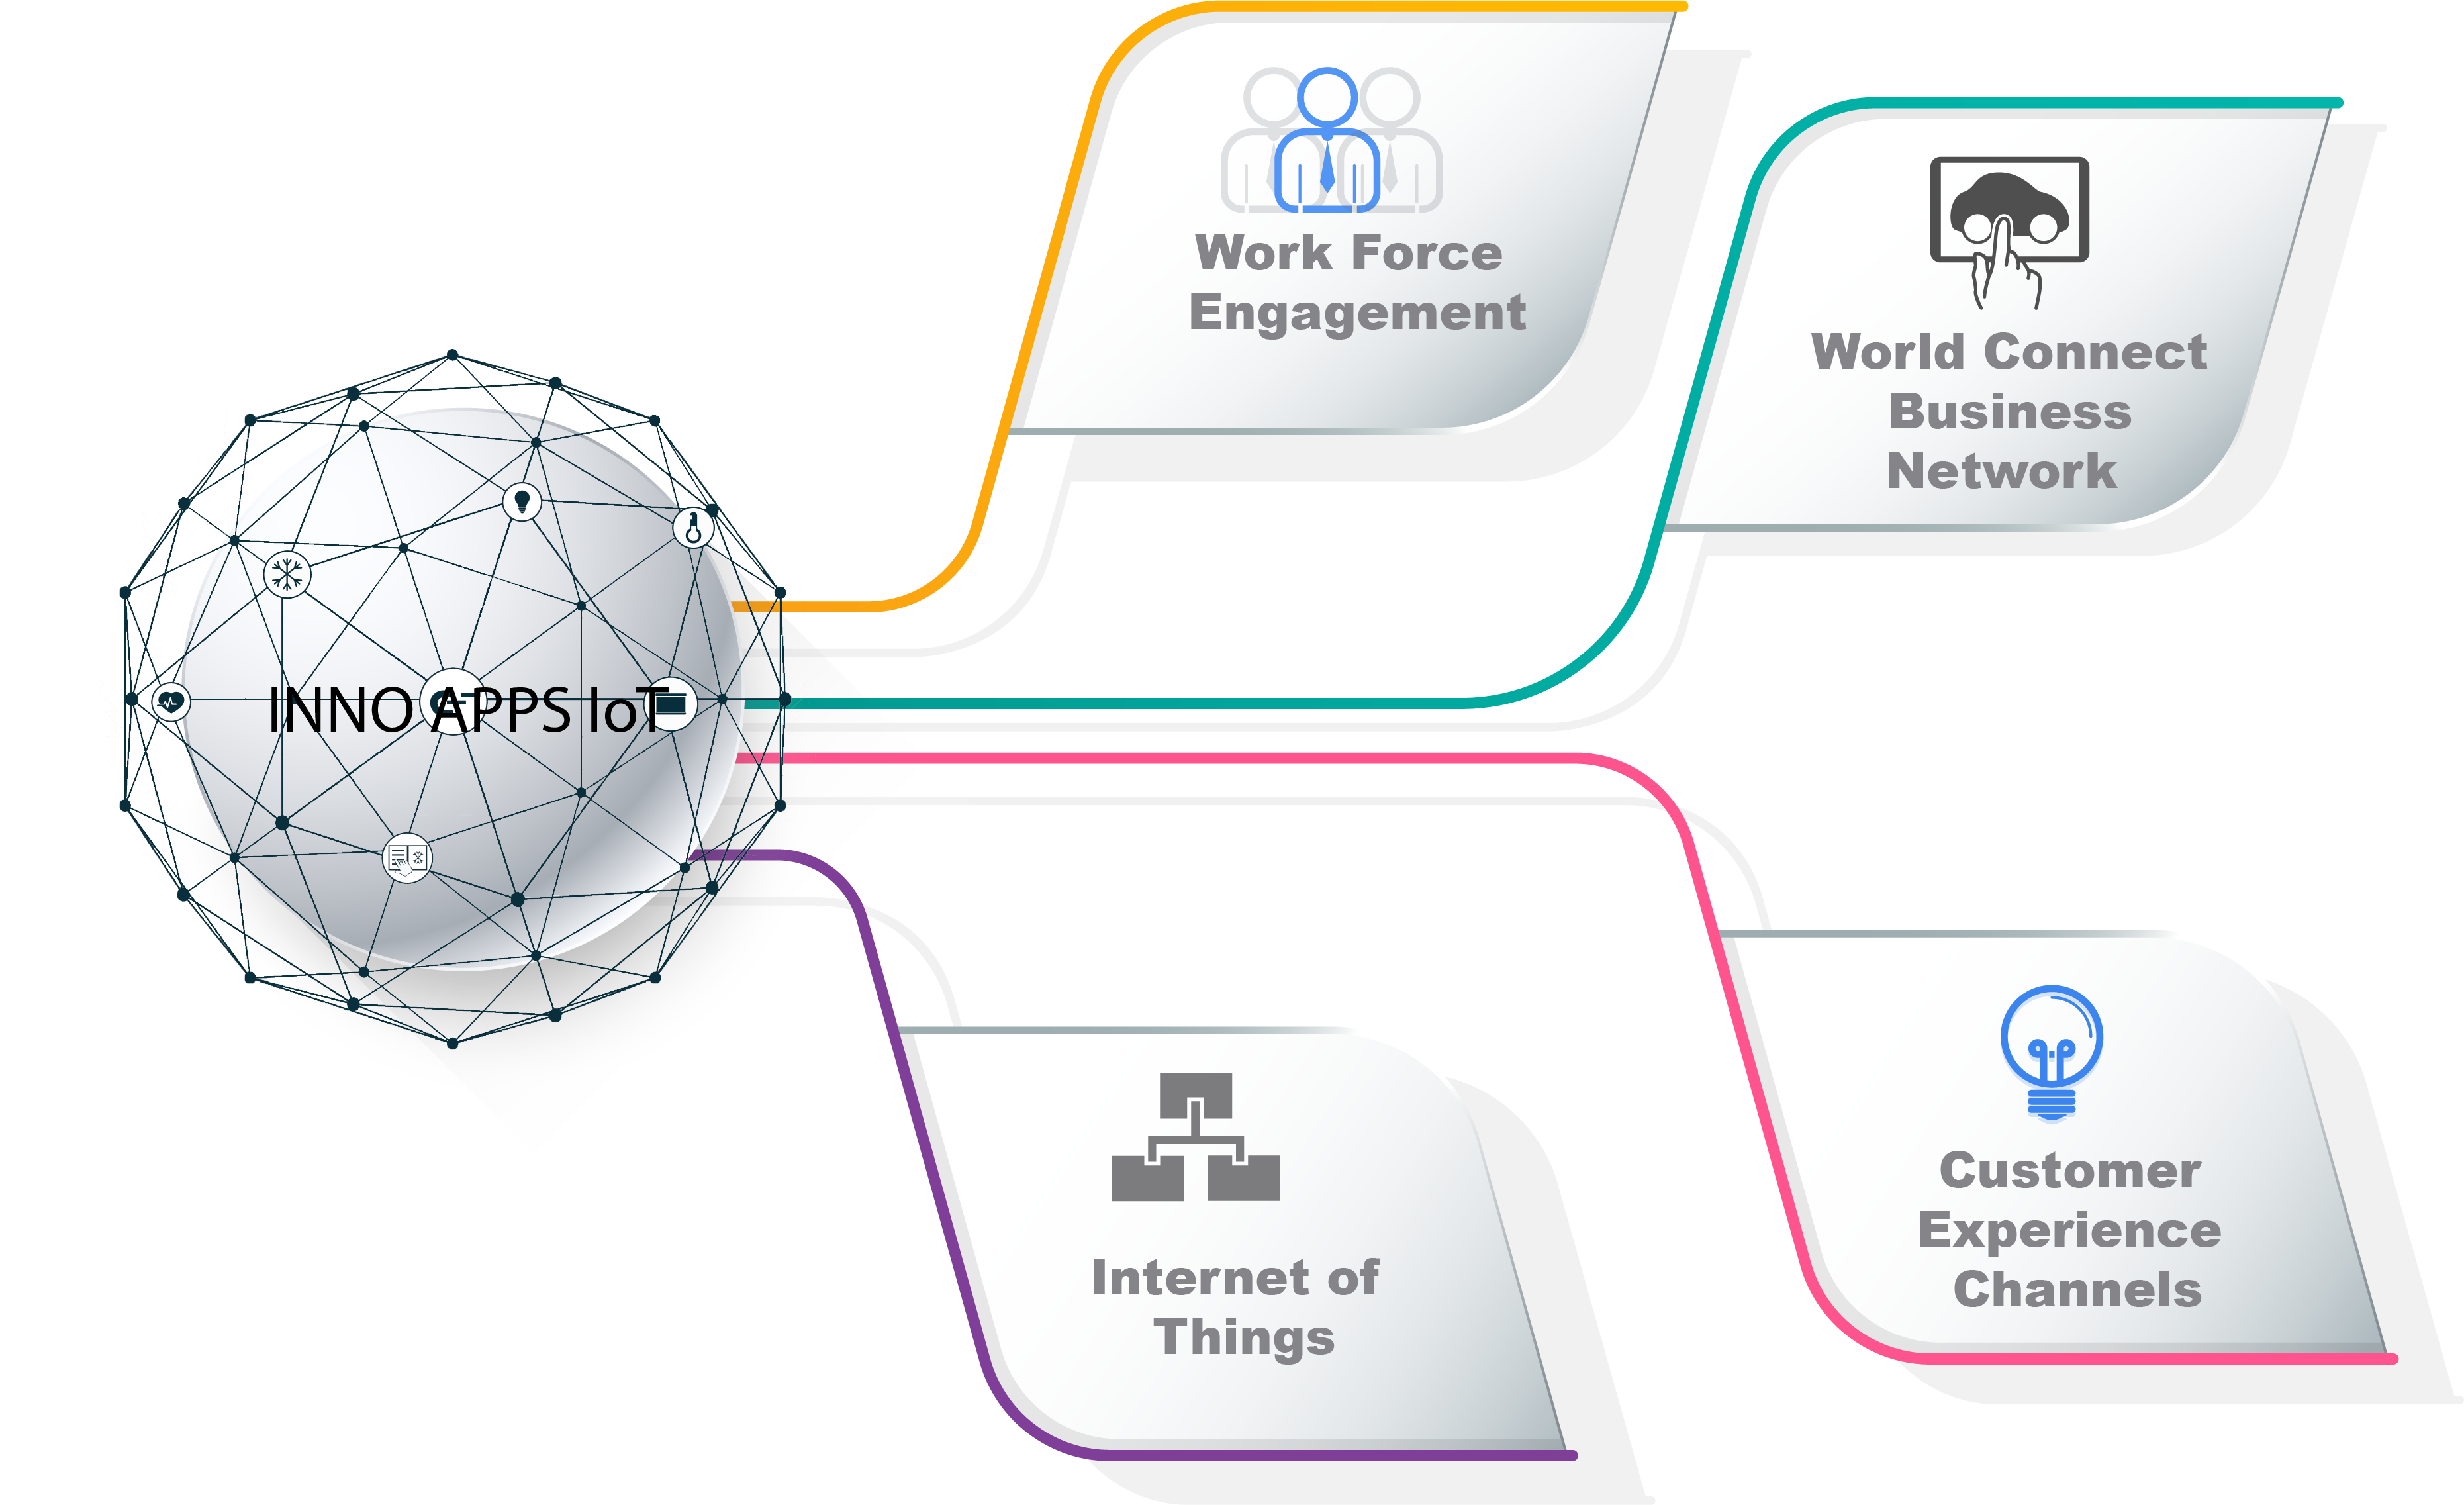 Work Force
Engagement
World Connect
Business
Network
INNO APPS IoT
Internet of
Things
Customer
Experience
Channels